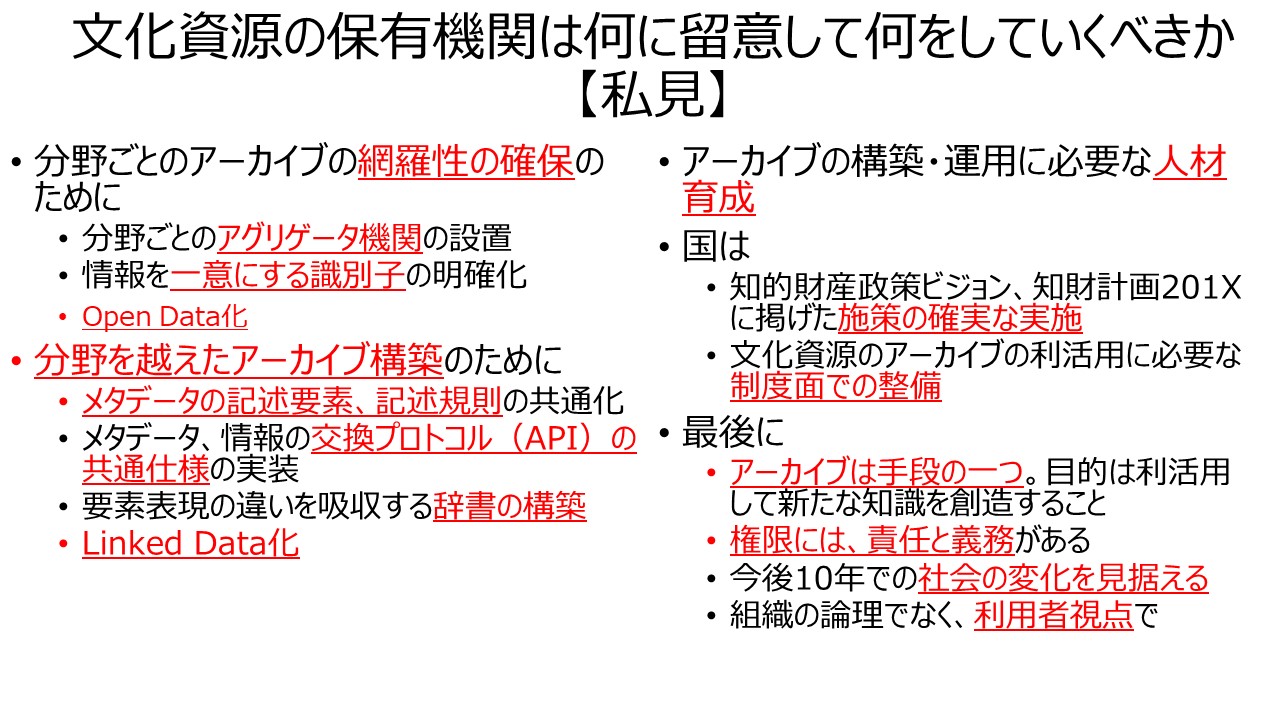 文化資源の保有機関は何に留意して何をしていくべきか
【私見】
• 分野ごとのアーカイブの網羅性の確保の
ために
• 分野ごとのアグリゲータ機関の設置
• 情報を一意にする識別子の明確化
• Open Data化
• 分野を越えたアーカイブ構築のために
• メタデータの記述要素、記述規則の共通化
• メタデータ、情報の交換プロトコル（API）の
共通仕様の実装
• 要素表現の違いを吸収する辞書の構築
• Linked Data化
• アーカイブの構築・運用に必要な人材
育成
• 国は
• 知的財産政策ビジョン、知財計画201X
に掲げた施策の確実な実施
• 文化資源のアーカイブの利活用に必要な
制度面での整備
• 最後に
• アーカイブは手段の一つ。目的は利活用
して新たな知識を創造すること
• 権限には、責任と義務がある
• 今後10年での社会の変化を見据える
• 組織の論理でなく、利用者視点で